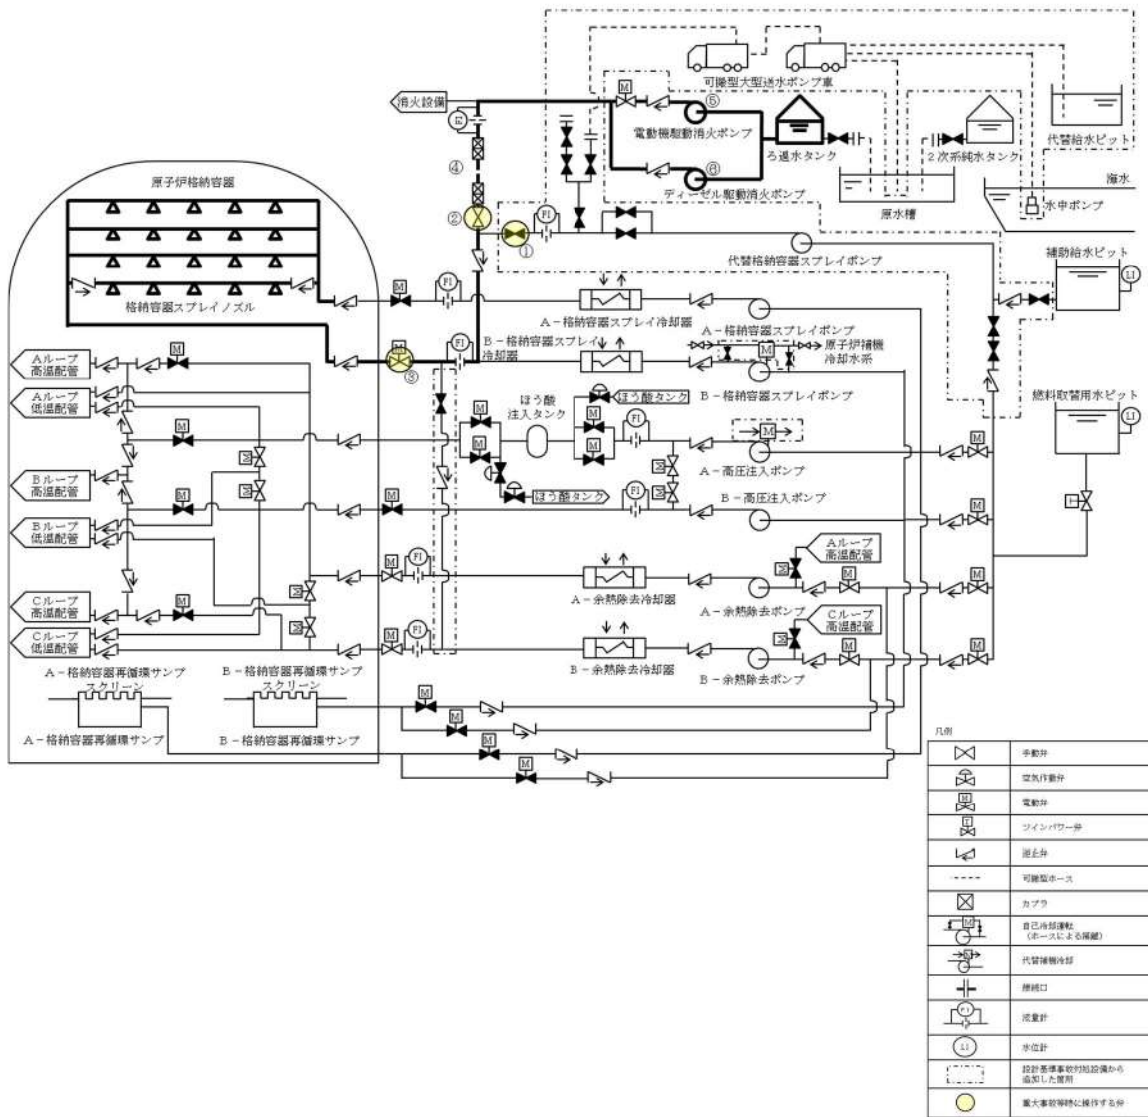 可搬型大型送水ポンプ車
消火設備
M
⑤
電動機駆動消火ポンプ
ろ過水タンク
2次系純水タンク
代替給水ピット
④
⑥
ディーゼル駆動消火ポンプ
原水槽
海水
水中ポンプ
原子炉格納容器
②
①
FI
代替格納容器スプレイポンプ
補助給水ピット
LI
格納容器スプレイノズル
M
FI
A-格納容器スプレイ冷却器
A-格納容器スプレイポンプ
B-格納容器スプレイ
冷却器
M
原子炉補機
冷却水系
Aループ
高温配管
M
③
FI
B-格納容器スプレイポンプ
燃料取替用水ピット
LI
Aループ
低温配管
ほう酸
注入タンク
ほう酸タンク
M
M
M
M
M
FI
M
A-高圧注入ポンプ
M
M
M
M
ほう酸タンク
Bループ
高温配管
M
M
M
FI
B-高圧注入ポンプ
M
T
Bループ
低温配管
Aループ
高温配管
M
FI
M
M
M
A-余熱除去冷却器
A-余熱除去ポンプ
Cループ
高温配管
M
M
M
Cループ
高温配管
Cループ
低温配管
M
FI
M
M
M
B-余熱除去冷却器
B-余熱除去ポンプ
A-格納容器再循環サンプ
スクリーン
B-格納容器再循環サンプ
スクリーン
M
M
A-格納容器再循環サンプ
B-格納容器再循環サンプ
M
M
凡例
手動弁
空気作動弁
M
電動弁
T
ツインパワー弁
逆止弁
可搬型ホース
カプラ
M
自己冷却運転
(ホースによる隔離)
M
代替補機冷却
接続口
FI
流量計
LI
水位計
設計基準事故対処設備から
追加した箇所
重大事故等時に操作する弁